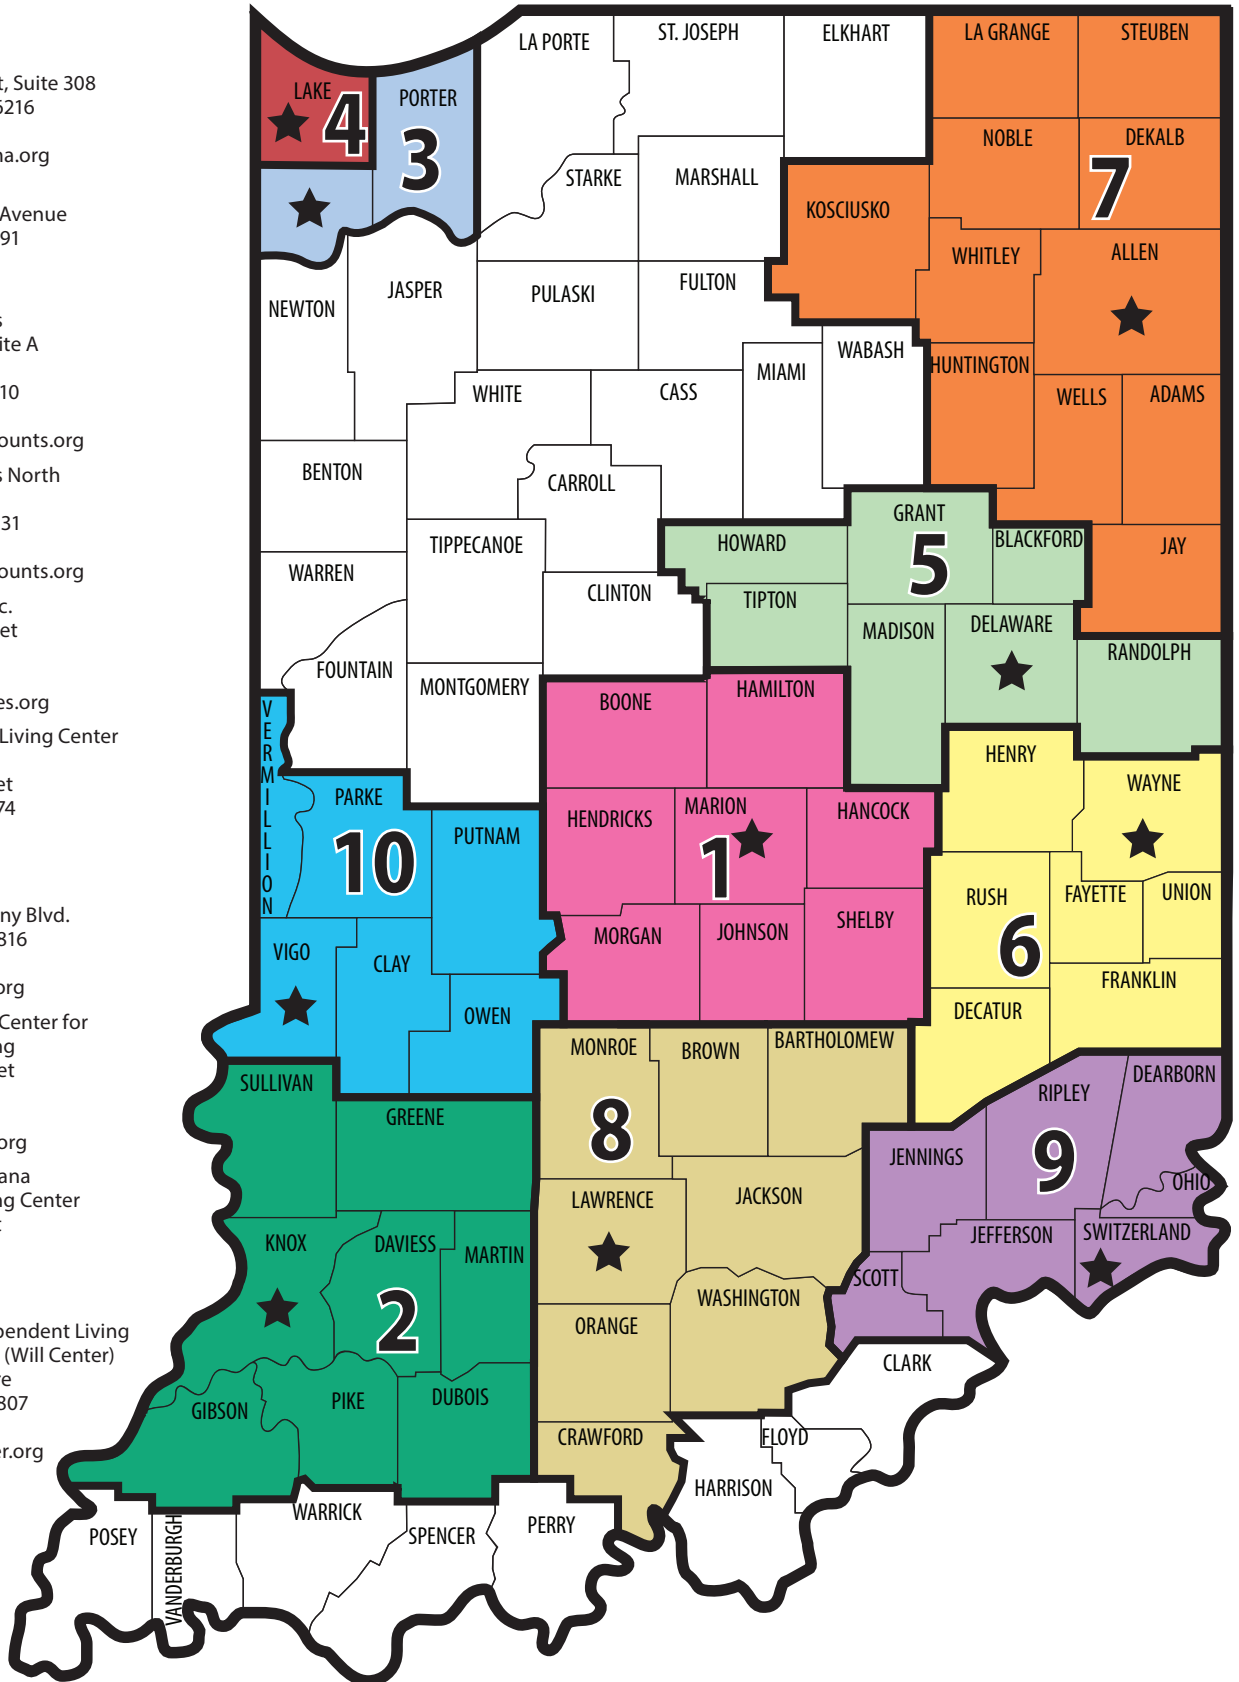 t, Suite 308
6216
na.org
Avenue
91
s
ite A
10
ounts.org
s North
31
ounts.org
c.
et
es.org
Living Center
et
74
ny Blvd.
816
org
Center for
ng
et
org
ana
ng Center
t
pendent Living
(Will Center)
ve
807
er.org
LA PORTE
ST. JOSEPH
ELKHART
LA GRANGE
STEUBEN
LAKE
4
PORTER
3
NOBLE
DEKALB
7
STARKE
MARSHALL
KOSCIUSKO
WHITLEY
ALLEN
NEWTON
JASPER
PULASKI
FULTON
WABASH
MIAMI
HUNTINGTON
WHITE
CASS
WELLS
ADAMS
BENTON
CARROLL
GRANT
5
BLACKFORD
HOWARD
TIPPECANOE
JAY
WARREN
CLINTON
TIPTON
MADISON
DELAWARE
RANDOLPH
FOUNTAIN
MONTGOMERY
BOONE
HAMILTON
VERMILLION
PARKE
10
PUTNAM
HENRY
WAYNE
HENDRICKS
MARION
1
HANCOCK
RUSH
6
FAYETTE
UNION
MORGAN
JOHNSON
SHELBY
VIGO
CLAY
OWEN
FRANKLIN
DECATUR
MONROE
BROWN
BARTHOLOMEW
SULLIVAN
GREENE
8
RIPLEY
DEARBORN
JENNINGS
9
OHIO
LAWRENCE
JACKSON
KNOX
DAVIESS
MARTIN
JEFFERSON
SWITZERLAND
SCOTT
2
WASHINGTON
ORANGE
CLARK
GIBSON
PIKE
DUBOIS
CRAWFORD
FLOYD
HARRISON
POSEY
VANDERBURGH
WARRICK
SPENCER
PERRY